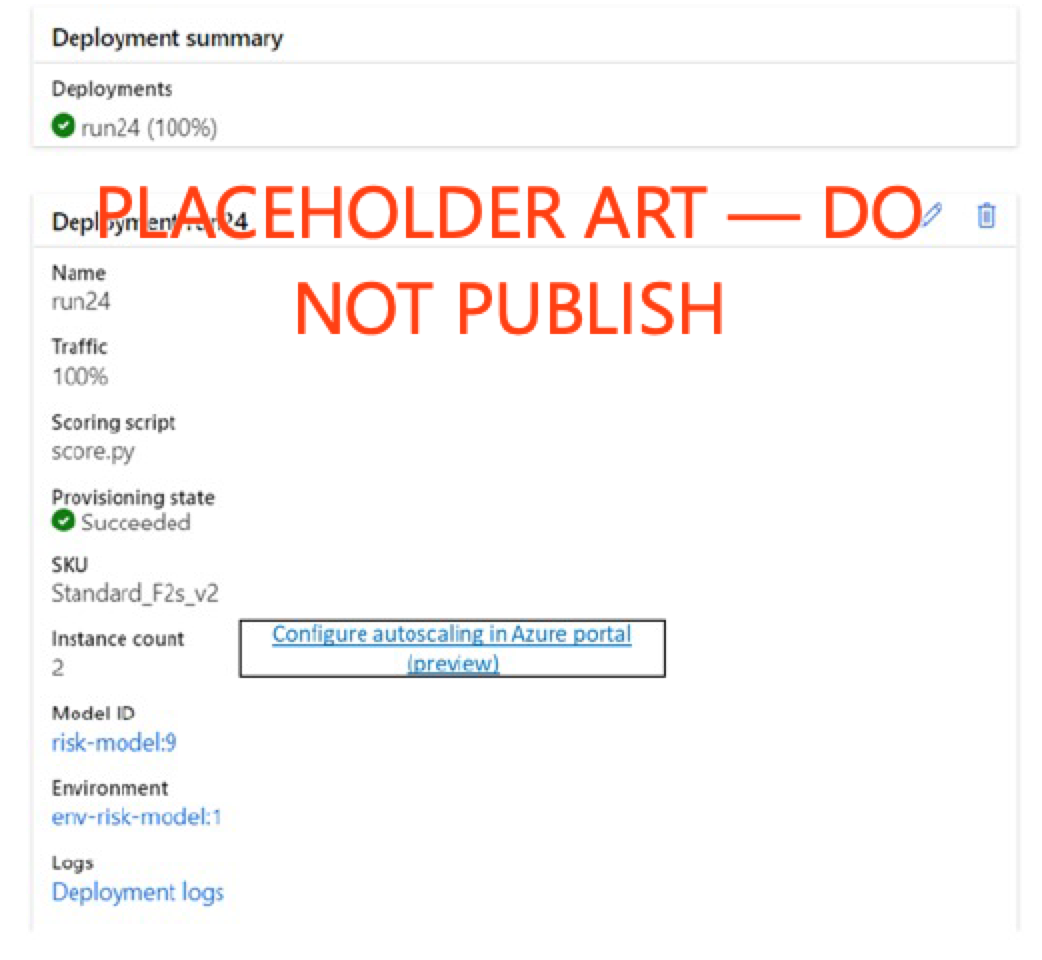 Deployment summary
Deployments
run24 (100%)
PLACEHOLDER ART — DO
NOT PUBLISH
Deployment run24
Name
run24
Traffic
100%
Scoring script
score.py
Provisioning state
Succeeded
SKU
Standard_F2s_v2
Instance count
2
Configure autoscaling in Azure portal
(preview)
Model ID
risk-model:9
Environment
env-risk-model:1
Logs
Deployment logs